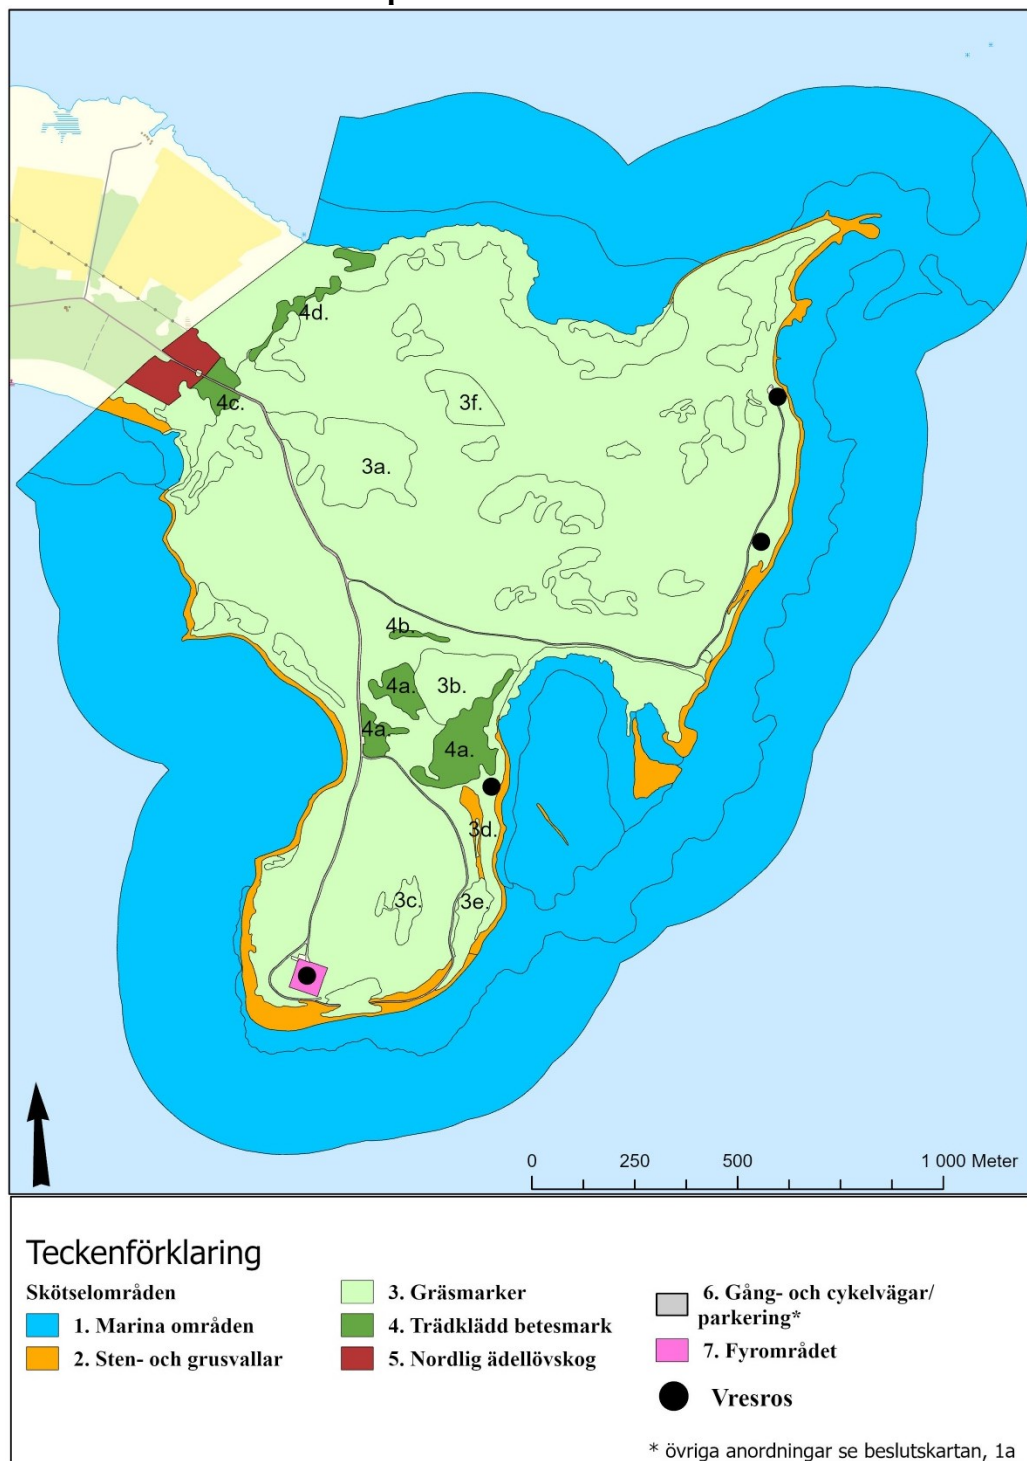 4d.
4c.
3f.
3a.
4b.
4a.
3b.
4a.
4a.
3d.
3c.
3e.
0 250 500 1 000 Meter
Teckenförklaring
Skötselområden
1. Marina områden
2. Sten- och grusvallar
3. Gräsmarker
4. Trädklädd betesmark
5. Nordlig ädellövskog
6. Gång- och cykelvägar/
parkering*
7. Fyrområdet
Vresros
* övriga anordningar se beslutskartan, 1a